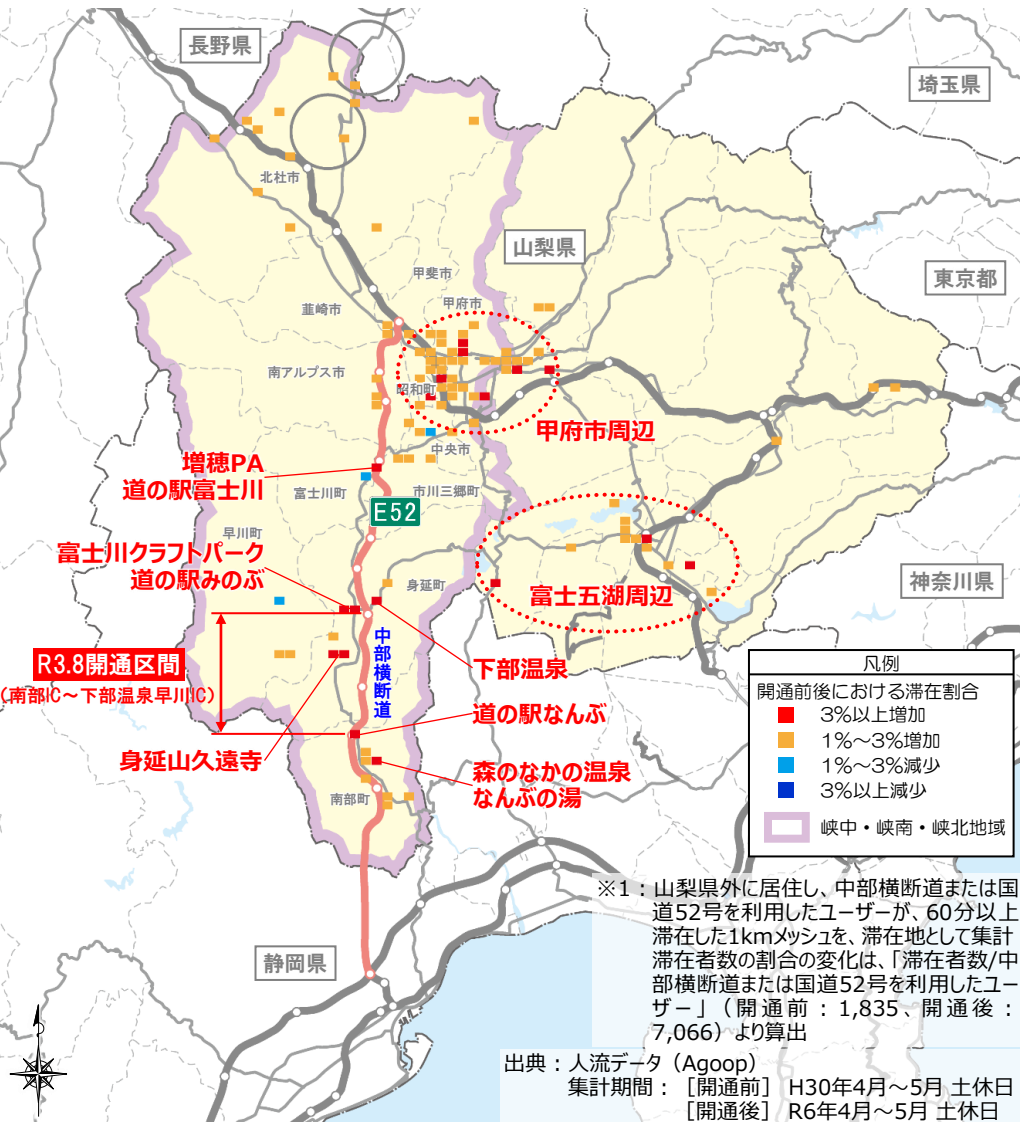 長野県
埼玉県
北杜市
山梨県
甲斐市
東京都
韮崎市
甲府市
南アルプス市
昭和町
甲府市周辺
中央市
増穂PA
道の駅富士川
富士川町
市川三郷町
E52
早川町
富士川クラフトパーク
道の駅みのぶ
身延町
富士五湖周辺
神奈川県
中部横断道
R3.8開通区間
(南部IC～下部温泉早川IC)
下部温泉
道の駅なんぶ
身延山久遠寺
森のなかの温泉
なんぶの湯
南部町
静岡県
凡例
開通前後における滞在割合
3%以上増加
1%～3%増加
1%～3%減少
3%以上減少
峡中・峡南・峡北地域
※1：山梨県外に居住し、中部横断道または国
道52号を利用したユーザーが、60分以上
滞在した1kmメッシュを、滞在地として集計
滞在者数の割合の変化は、「滞在者数/中
部横断道または国道52号を利用したユー
ザー」（開通前：1,835、開通後：
7,066）より算出
出典：人流データ（Agoop）
集計期間：［開通前］ H30年4月～5月 土休日
［開通後］ R6年4月～5月 土休日